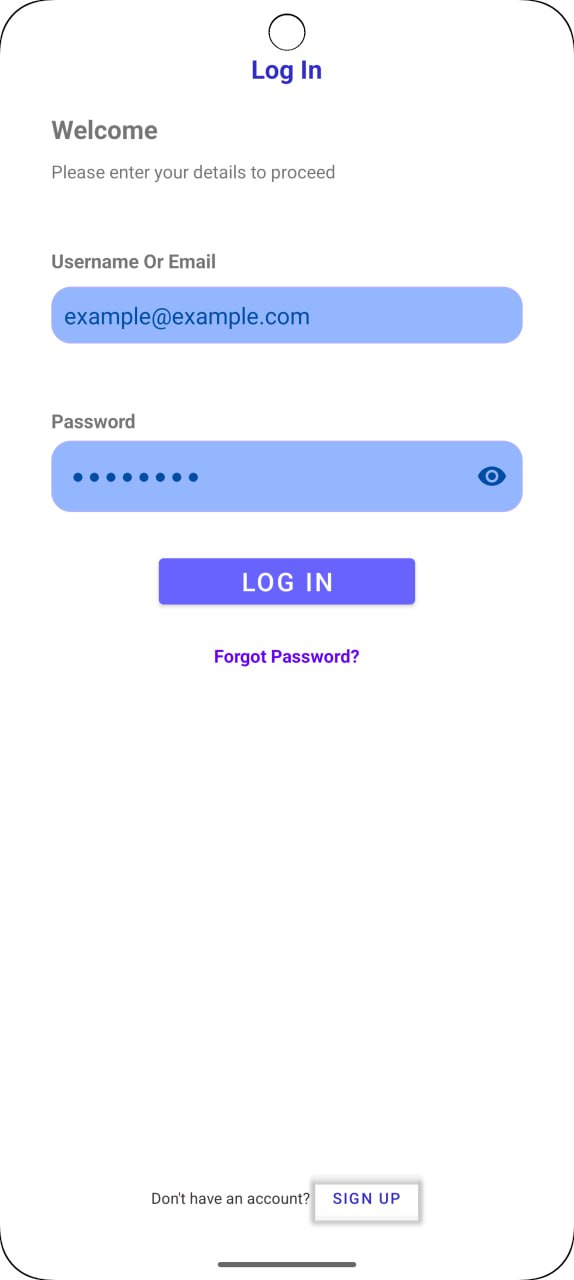 Log In
Welcome
Please enter your details to proceed
Username Or Email
example@example.com
Password
LOG IN
Forgot Password?
Don't have an account? SIGN UP